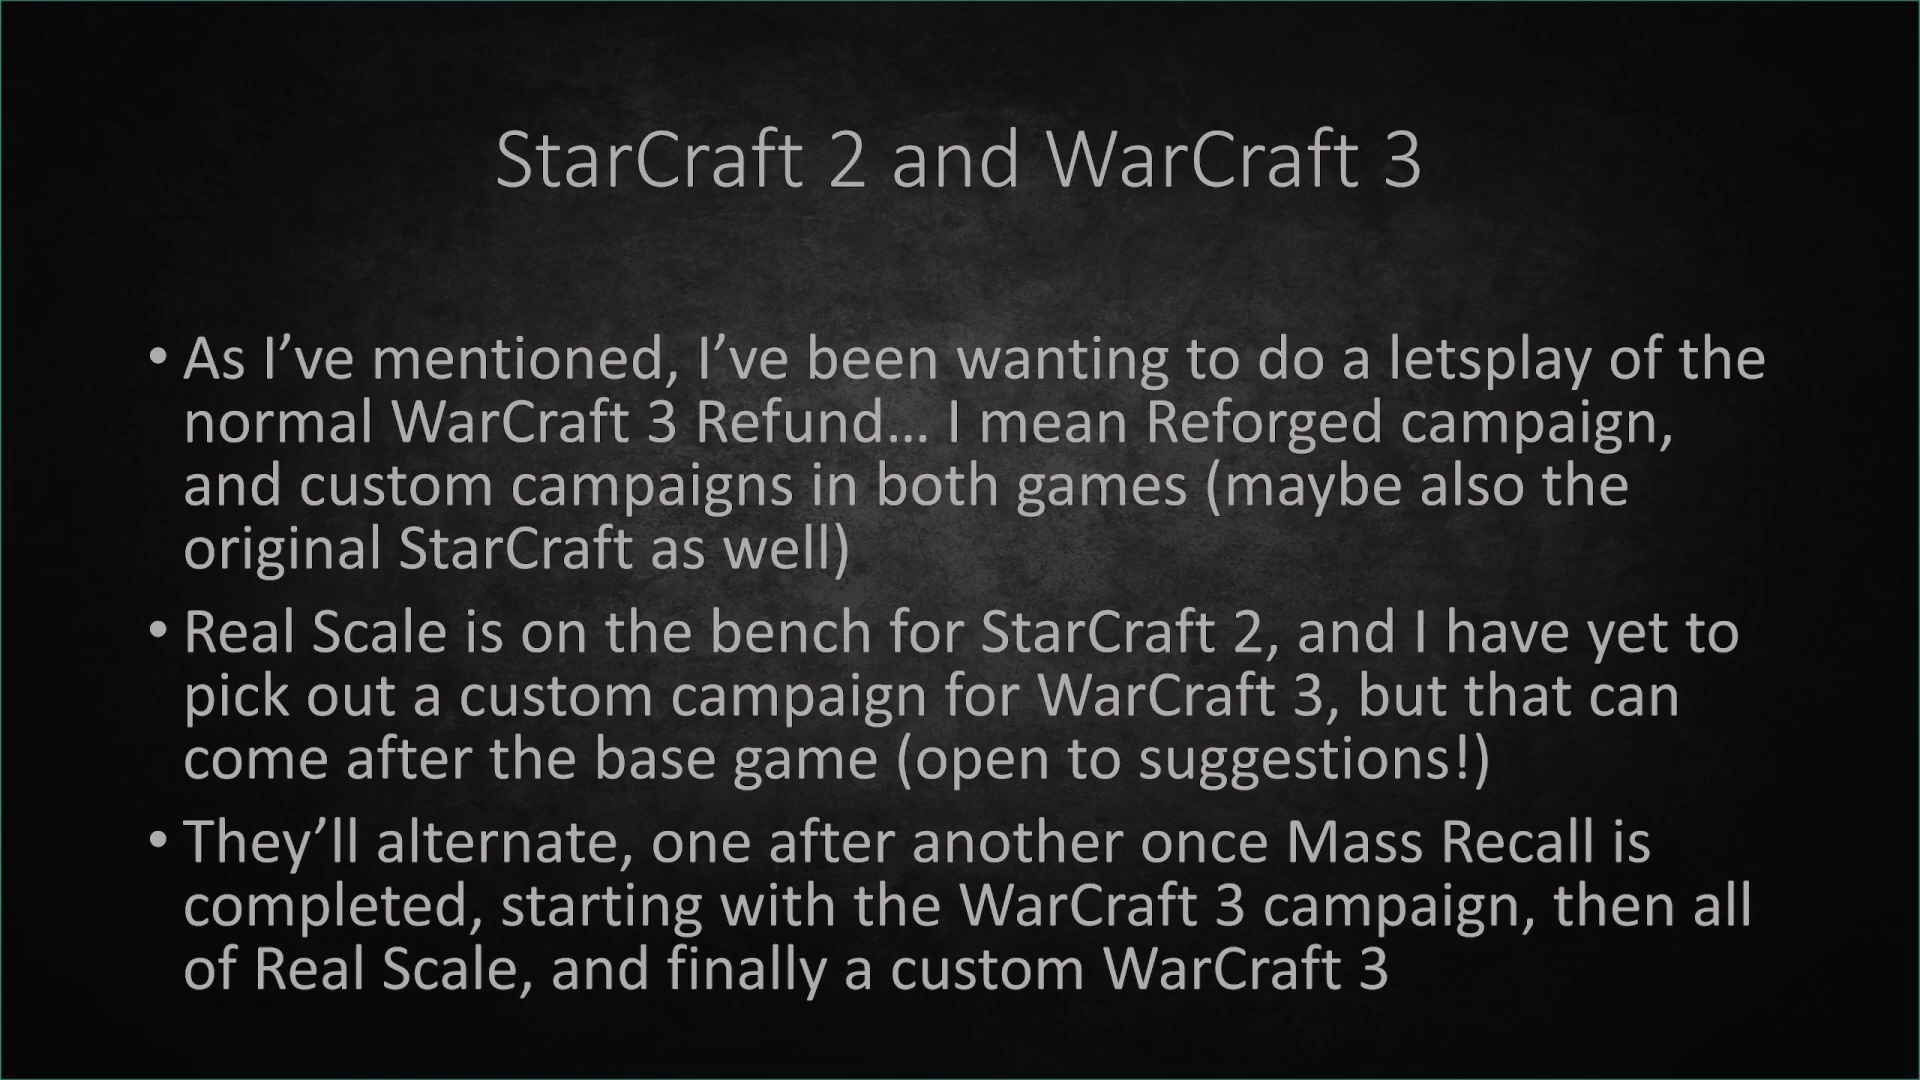 StarCraft 2 and WarCraft 3
• As I’ve mentioned, I’ve been wanting to do a letsplay of the
normal WarCraft 3 Refund… I mean Reforged campaign,
and custom campaigns in both games (maybe also the
original StarCraft as well)
• Real Scale is on the bench for StarCraft 2, and I have yet to
pick out a custom campaign for WarCraft 3, but that can
come after the base game (open to suggestions!)
• They’ll alternate, one after another once Mass Recall is
completed, starting with the WarCraft 3 campaign, then all
of Real Scale, and finally a custom WarCraft 3